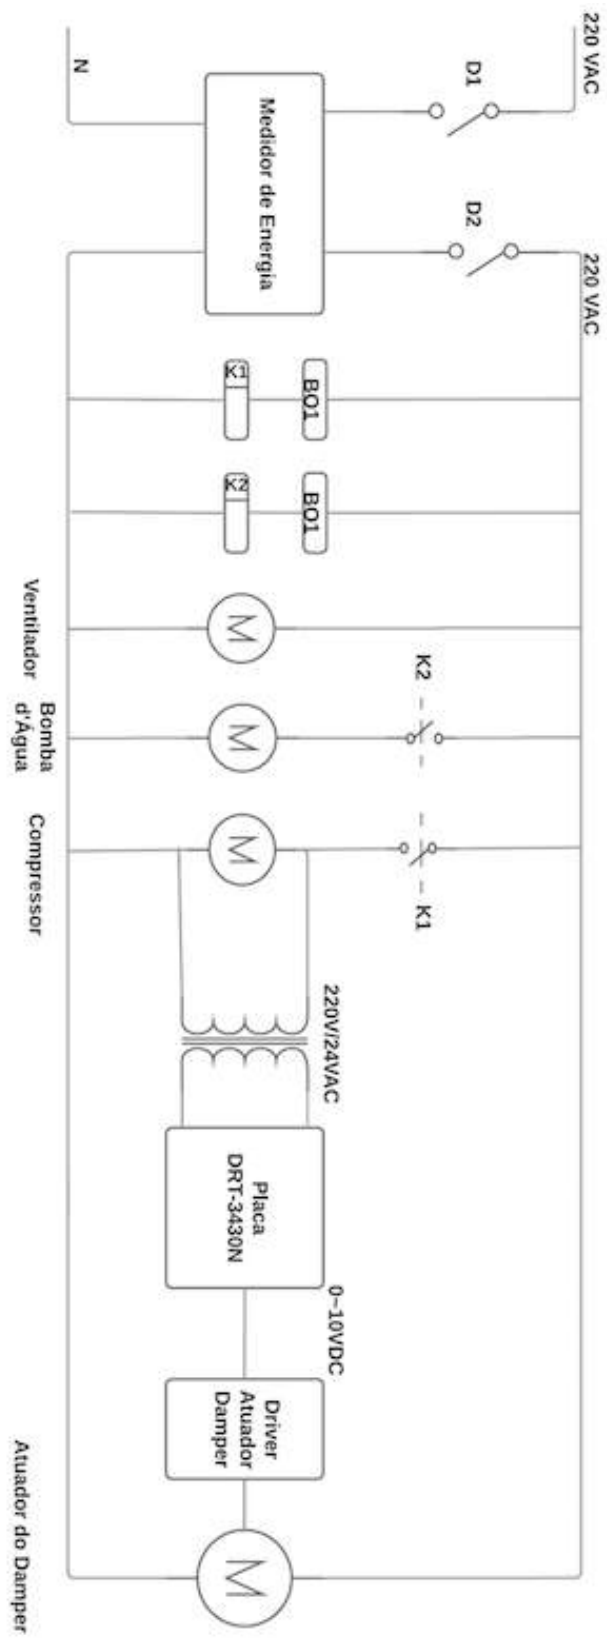 220 VAC
D1
Medidor de Energia
N
220 VAC
D2
K1
BO1
K2
BO1
Ventilador
M
K2
Bomba
d'Água
M
K1
Compressor
M
220V/24VAC
Placa
DRT-3430N
0~10VDC
Driver
Atuador
Damper
M
Atuador do Damper